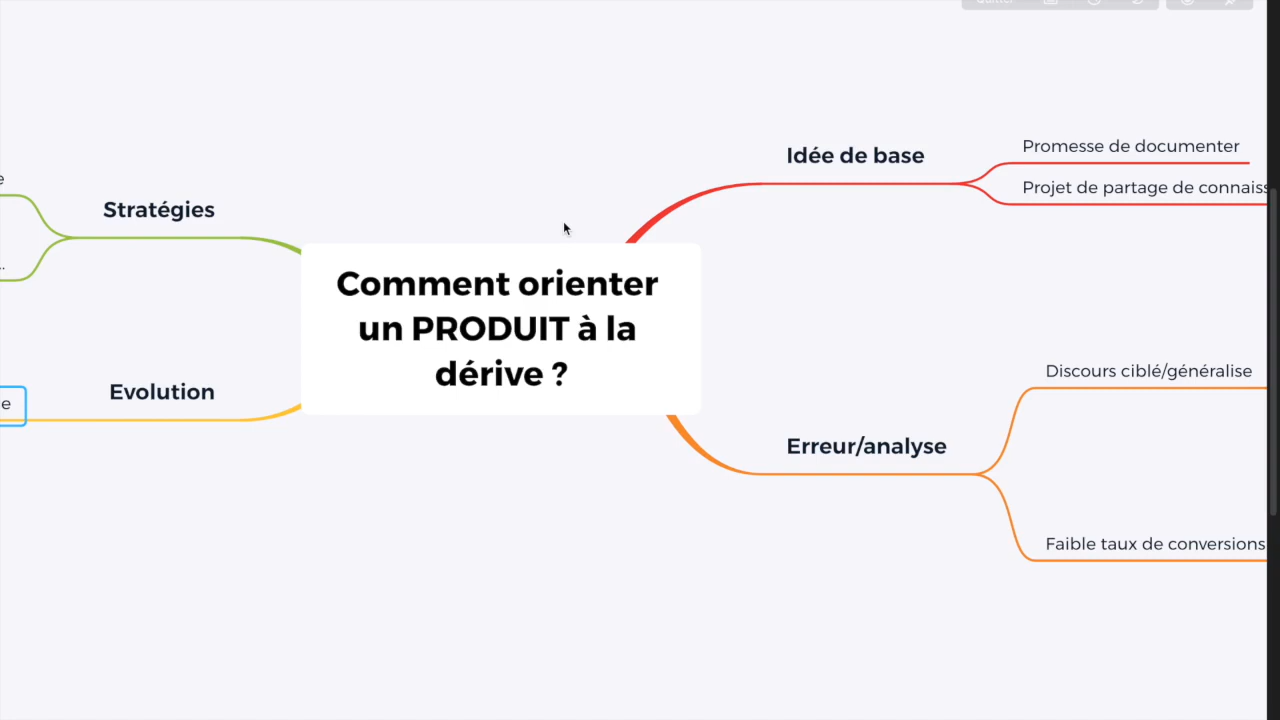 Idée de base
Promesse de documenter
Projet de partage de
Stratégies
Comment orienter
un PRODUIT à la
dérive ?
Evolution
Discours ciblé/généralise
Erreur/analyse
Faible taux de conversions